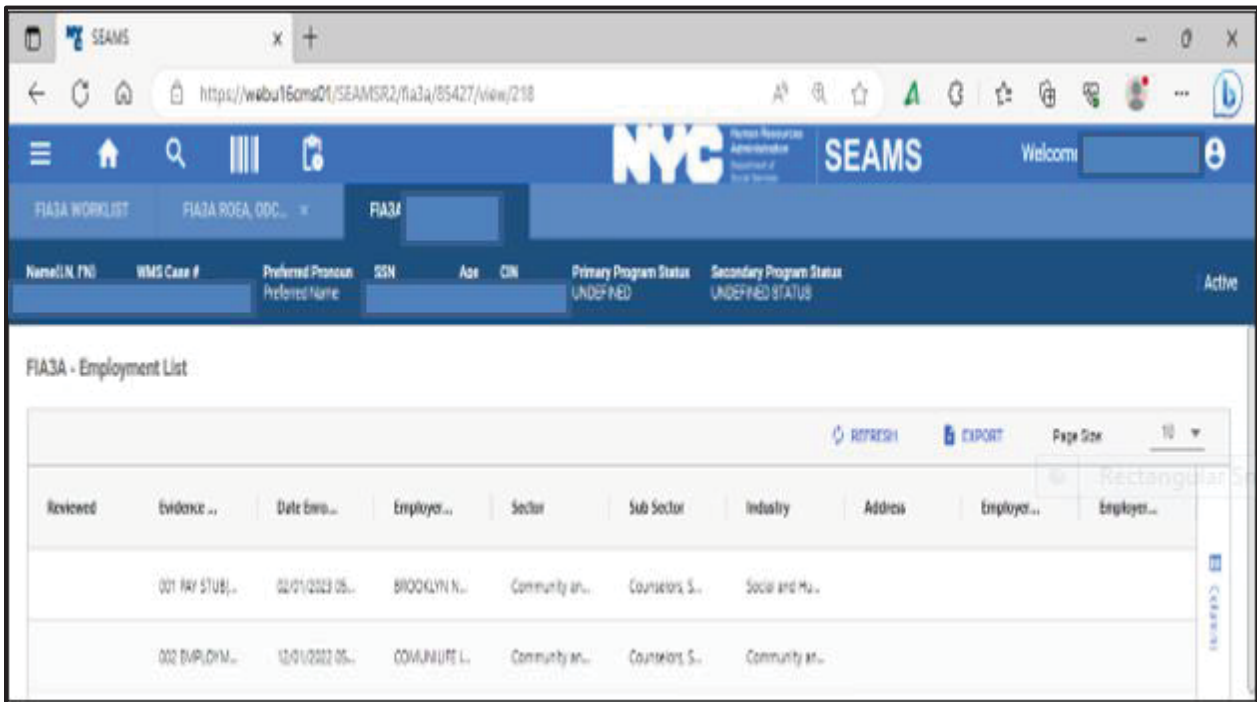 SEAMS
https://webu16cms01/SEAMSR2/fia3a/85427/view/218
NYC Human Resources Administration Department of Social Services SEAMS Welcome
FIA3A WORKLIST FIA3A ROEA, ODC... FIA3A
Name(LN, FN) WMS Case # Preferred Pronoun SSN Age CIN Primary Program Status Secondary Program Status
Preferred Name UNDEFINED UNDEFINED STATUS Active
FIA3A - Employment List
REFRESH EXPORT Page Size 10
Rectangular Sn
Reviewed Evidence ... Date Enro... Employer... Sector Sub Sector Industry Address Employer... Employer...
Columns
001 PAY STUB(... 02/01/2023 05... BROOKLYN N... Community an... Counselors, S... Social and Hu...
002 EMPLOYM... 12/01/2022 05... COMUNILIFE L... Community an... Counselors, S... Community an...